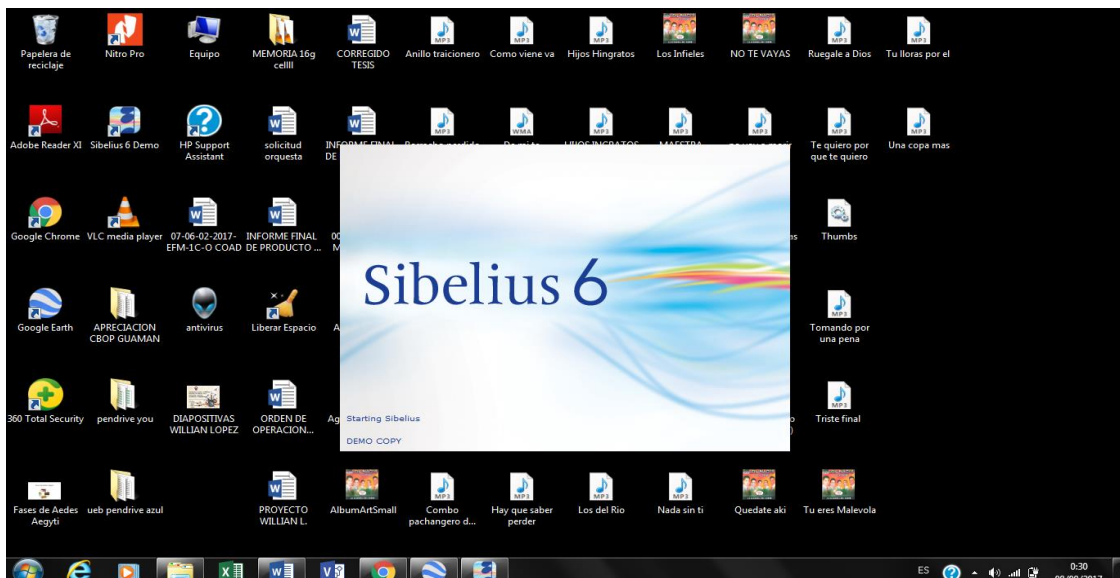 Papelera de
reciclaje
Nitro Pro
Equipo
MEMORIA 16g
cellll
CORREGIDO
TESIS
Anillo traicionero
Como viene va
Hijos Hingratos
Los Infieles
NO TE VAYAS
Ruegale a Dios
Tu lloras por el
Adobe Reader XI
Sibelius 6 Demo
HP Support
Assistant
solicitud
orquesta
Te quiero por
que te quiero
Una copa mas
Google Chrome
VLC media player
07-06-02-2017-
EFM-1C-O COAD
INFORME FINAL
DE PRODUCTO ...
Thumbs
Sibelius 6
Google Earth
APRECIACION
CBOP GUAMAN
antivirus
Liberar Espacio
Tomando por
una pena
360 Total Security
pendrive you
DIAPOSITIVAS
WILLIAN LOPEZ
ORDEN DE
OPERACION...
Starting Sibelius
DEMO COPY
Triste final
Fases de Aedes
Aegyti
ueb pendrive azul
PROYECTO
WILLIAN L.
AlbumArtSmall
Combo
pachangero d...
Hay que saber
perder
Los del Rio
Nada sin ti
Quedate aki
Tu eres Malevola
ES
0:30